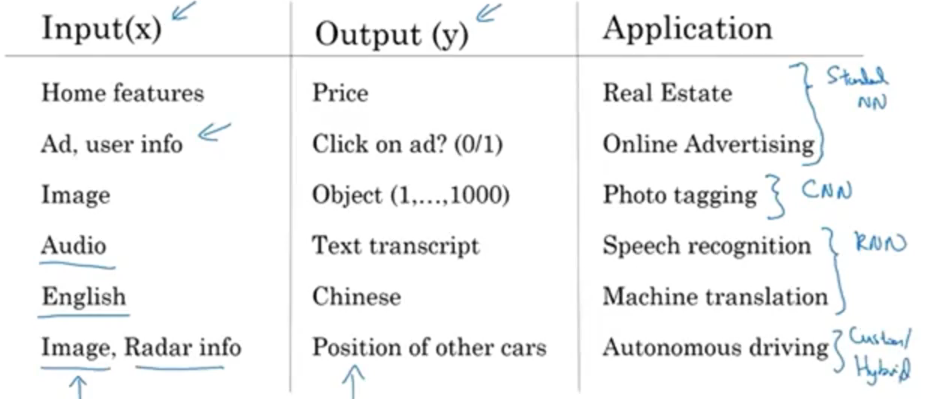 Input(x) Output (y) Application
Home features Price Real Estate
Standard NN
Ad, user info Click on ad? (0/1) Online Advertising
Image Object (1,...,1000) Photo tagging CNN
Audio Text transcript Speech recognition RNN
English Chinese Machine translation
Image, Radar info Position of other cars Autonomous driving Custom/
Hybrid